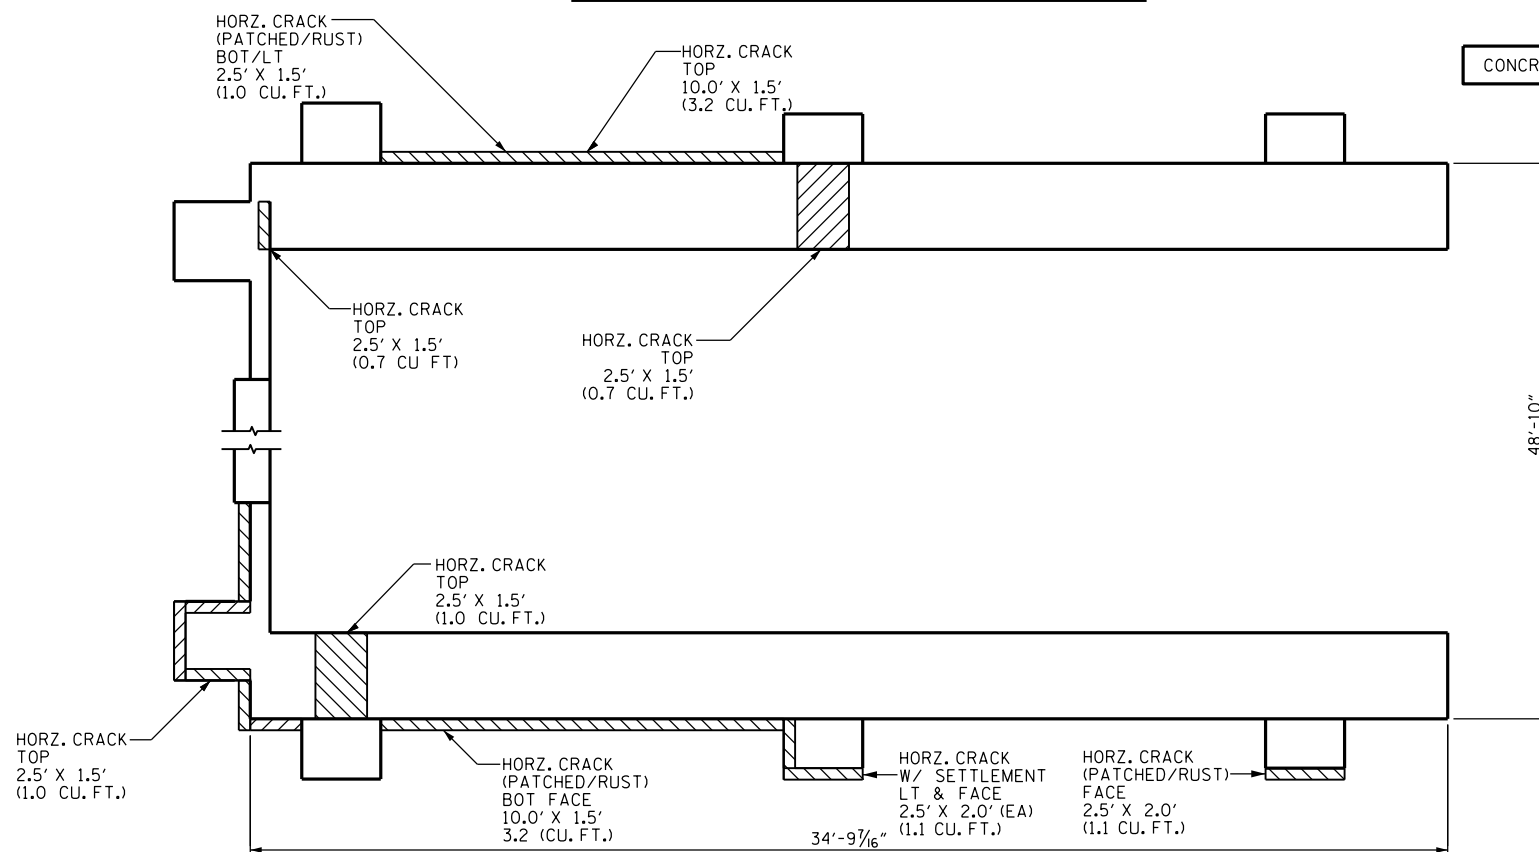 HORZ. CRACK
(PATCHED/RUST)
BOT/LT
2.5' X 1.5'
(1.0 CU. FT.)
HORZ. CRACK
TOP
10.0' X 1.5'
(3.2 CU. FT.)
CONCR
HORZ. CRACK
TOP
2.5' X 1.5'
(0.7 CU FT)
HORZ. CRACK
TOP
2.5' X 1.5'
(0.7 CU. FT.)
48'-10"
HORZ. CRACK
TOP
2.5' X 1.5'
(1.0 CU. FT.)
HORZ. CRACK
TOP
2.5' X 1.5'
(1.0 CU. FT.)
HORZ. CRACK
(PATCHED/RUST)
BOT FACE
10.0' X 1.5'
3.2 (CU. FT.)
HORZ. CRACK
W/ SETTLEMENT
LT & FACE
2.5' X 2.0' (EA)
(1.1 CU. FT.)
HORZ. CRACK
(PATCHED/RUST)
FACE
2.5' X 2.0'
(1.1 CU. FT.)
34'-9 7/16"